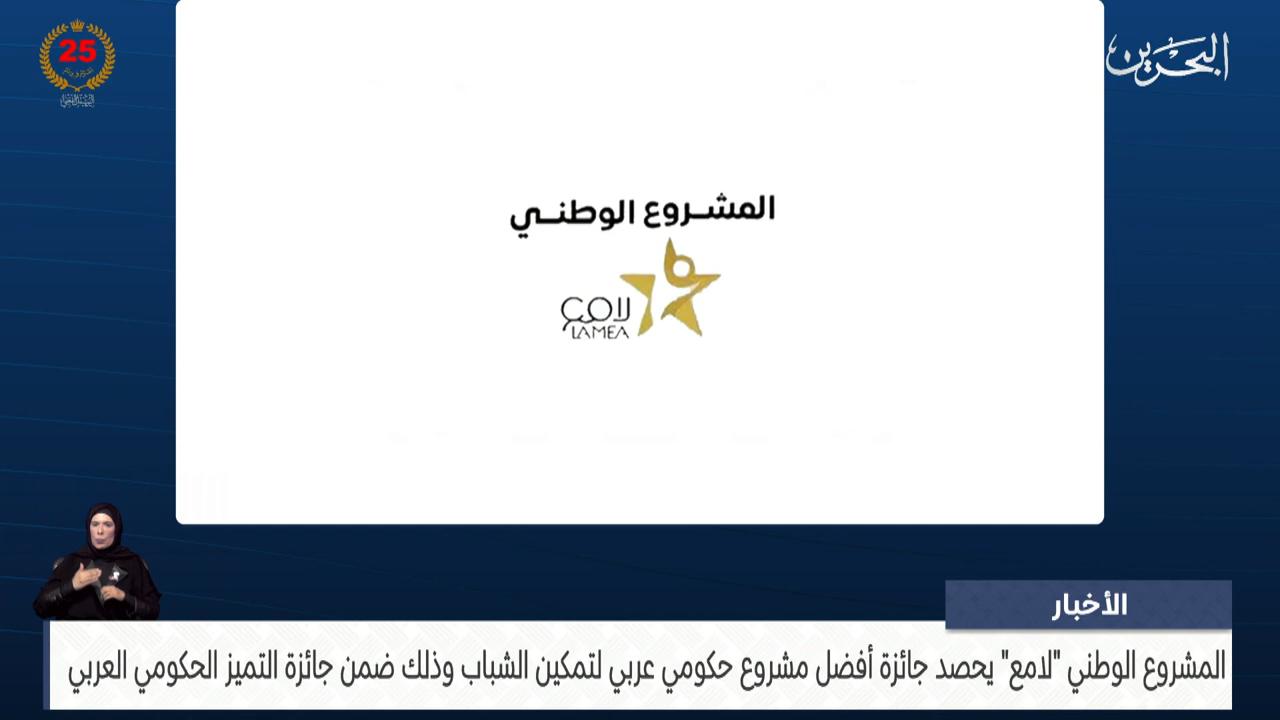 البحرين
25
المشروع الوطني
لامع
LAMEA
الأخبار
المشروع الوطني "لامع" يحصد جائزة أفضل مشروع حكومي عربي لتمكين الشباب وذلك ضمن جائزة التميز الحكومي العربي